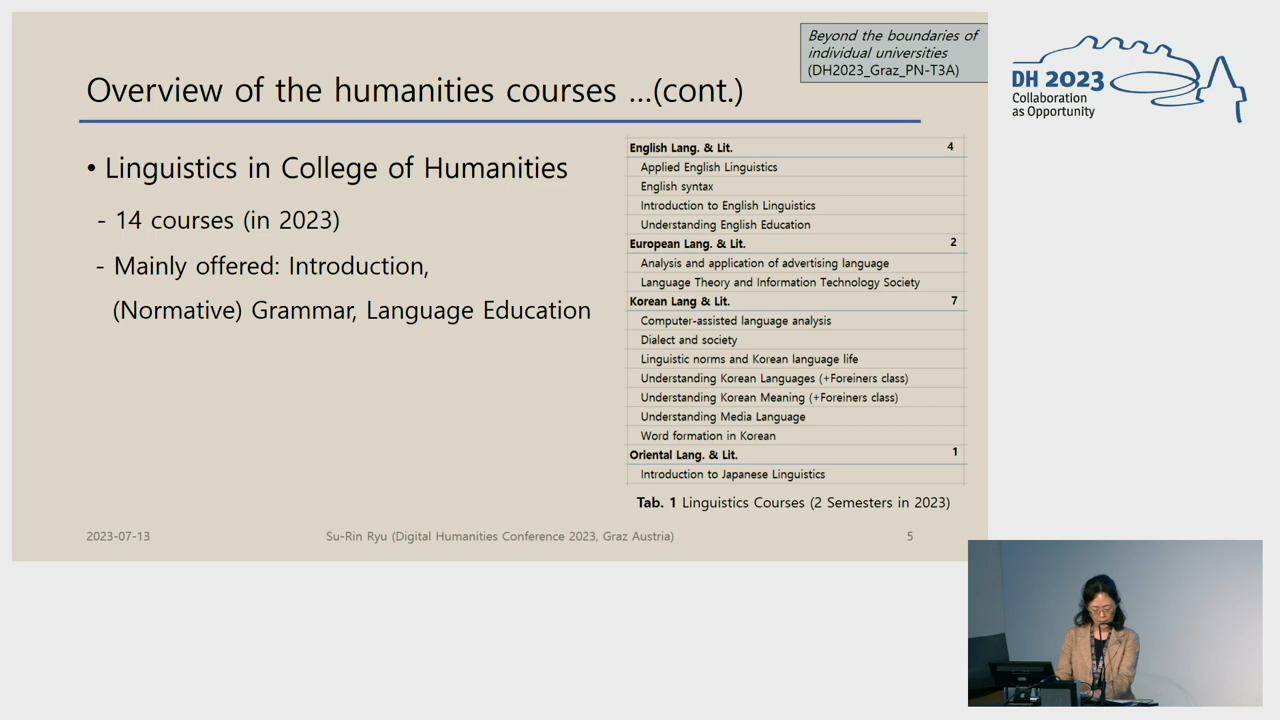 Beyond the boundaries of
individual universities
(DH2023_Graz_PN-T3A)
DH 2023
Collaboration
as Opportunity
Overview of the humanities courses ...(cont.)
• Linguistics in College of Humanities
- 14 courses (in 2023)
- Mainly offered: Introduction,
(Normative) Grammar, Language Education
English Lang. & Lit. 4
Applied English Linguistics
English syntax
Introduction to English Linguistics
Understanding English Education
European Lang. & Lit. 2
Analysis and application of advertising language
Language Theory and Information Technology Society
Korean Lang & Lit. 7
Computer-assisted language analysis
Dialect and society
Linguistic norms and Korean language life
Understanding Korean Languages (+Foreiners class)
Understanding Korean Meaning (+Foreiners class)
Understanding Media Language
Word formation in Korean
Oriental Lang. & Lit. 1
Introduction to Japanese Linguistics
Tab. 1 Linguistics Courses (2 Semesters in 2023)
2023-07-13
Su-Rin Ryu (Digital Humanities Conference 2023, Graz Austria)
5